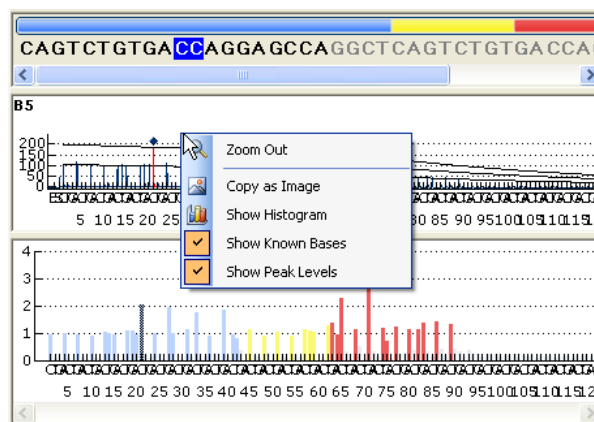 CAGTCTGTGACCAGGAGCCAGGCTCAGTCTGTGACCA
B5
200
150
100
50
0
5 10 15 20 25
80 85 90 95 100 105 110 115
Zoom Out
Copy as Image
Show Histogram
Show Known Bases
Show Peak Levels
4
3
2
1
0
5 10 15 20 25 30 35 40 45 50 55 60 65 70 75 80 85 90 95 100 105 110 115